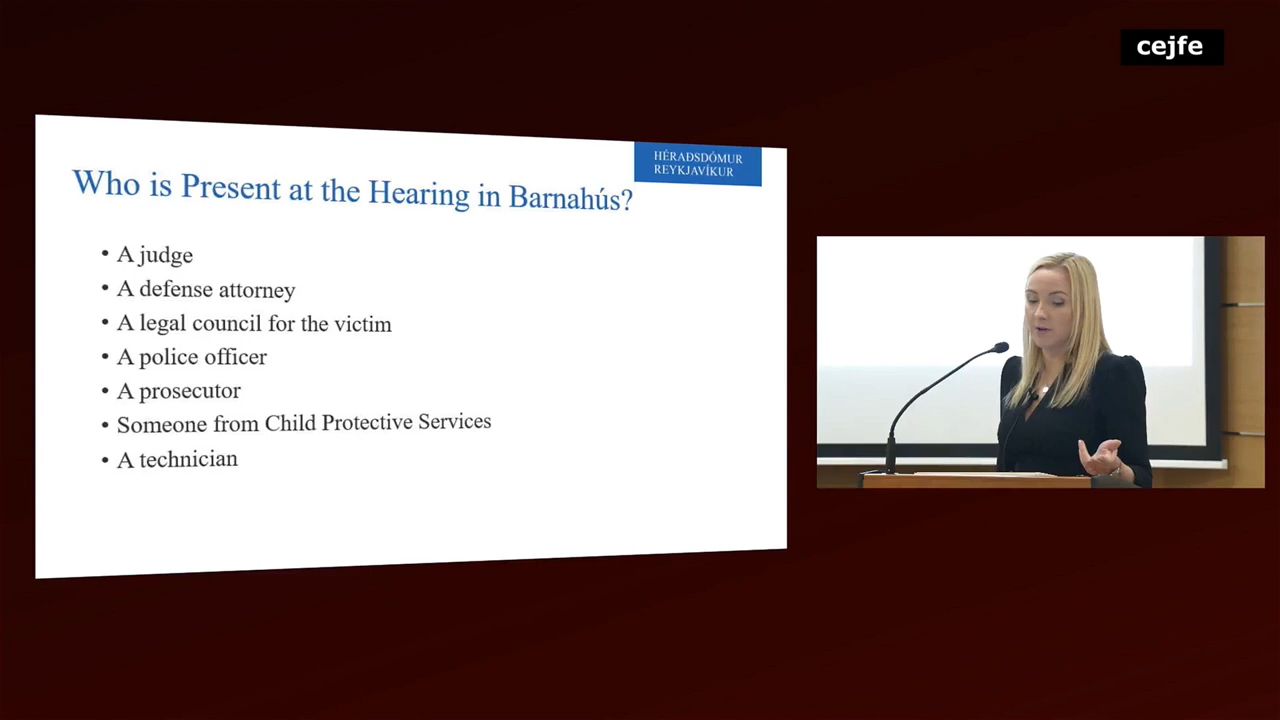 cejfe
HÉRAÐSDÓMUR
REYKJAVÍKUR
Who is Present at the Hearing in Barnahús?
• A judge
• A defense attorney
• A legal council for the victim
• A police officer
• A prosecutor
• Someone from Child Protective Services
• A technician